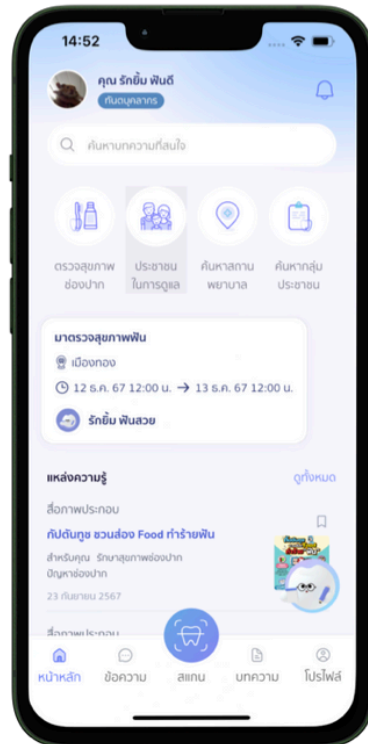 14:52
คุณ รักยิ้ม ฟันดี
ทันตบุคลากร
ค้นหาบทความที่สนใจ
ตรวจสุขภาพ
ช่องปาก
ประชาชน
ในการดูแล
ค้นหาสถาน
พยาบาล
ค้นหากลุ่ม
ประชาชน
มาตรวจสุขภาพฟัน
เมืองทอง
12 ธ.ค. 67 12:00 น. → 13 ธ.ค. 67 12:00 น.
รักยิ้ม ฟันสวย
แหล่งความรู้
ดูทั้งหมด
สื่อภาพประกอบ
กัปตันทูธ ชวนส่อง Food ทำร้ายฟัน
สำหรับคุณ รักษาสุขภาพช่องปาก
ปัญหาช่องปาก
23 กันยายน 2567
สื่อภาพประกอบ
หน้าหลัก
ข้อความ
สแกน
บทความ
โปรไฟล์